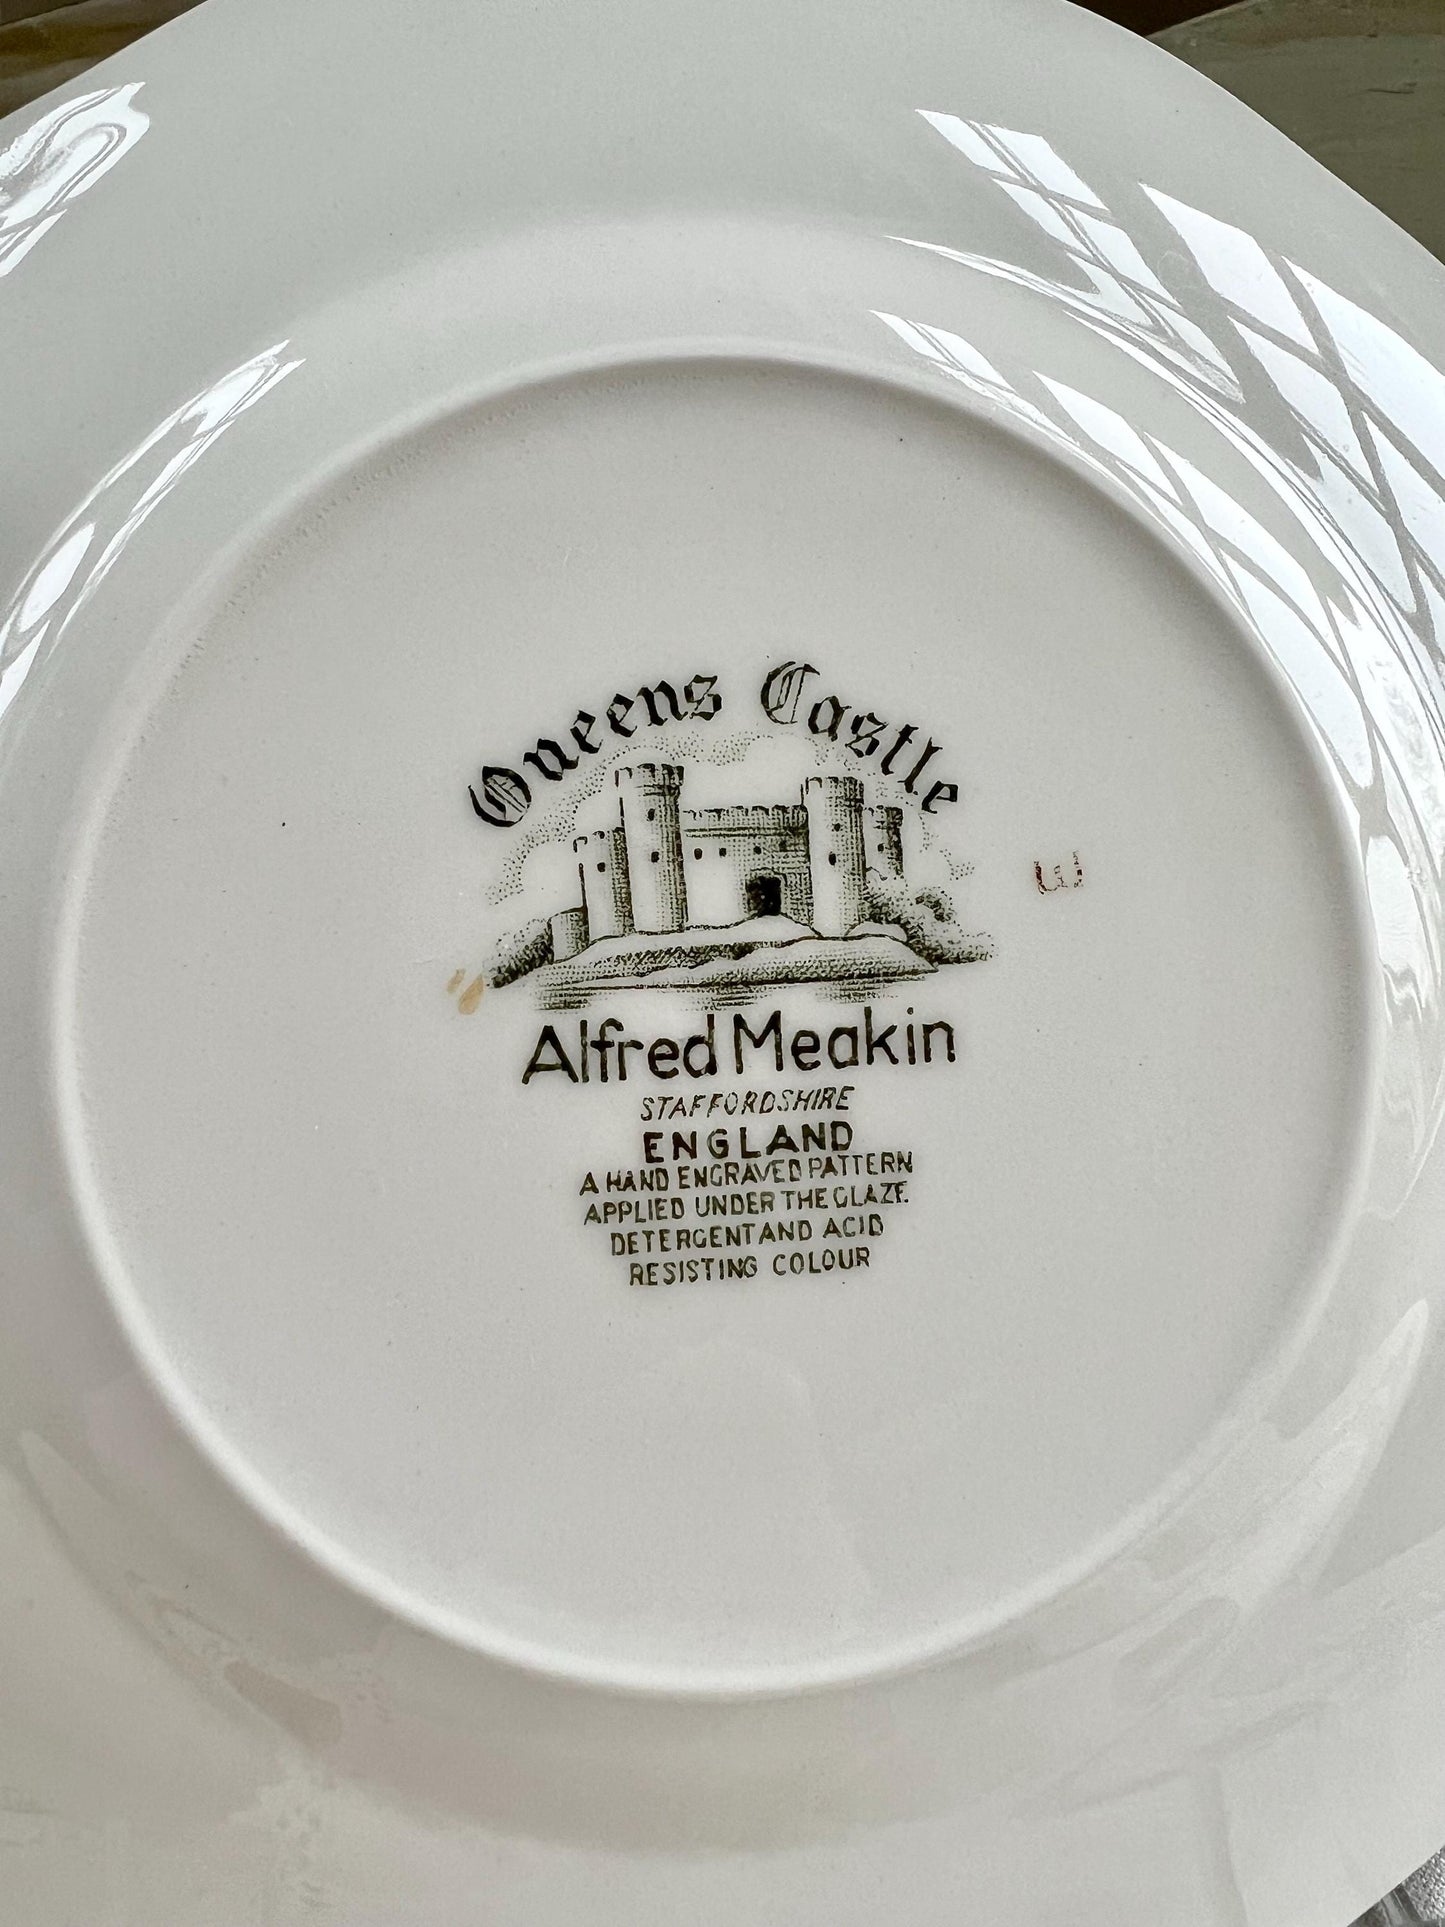 Queens Castle
Alfred Meakin
STAFFORDSHIRE
ENGLAND
A HAND ENGRAVED PATTERN
APPLIED UNDER THE GLAZE.
DETERGENT AND ACID
RESISTING COLOUR